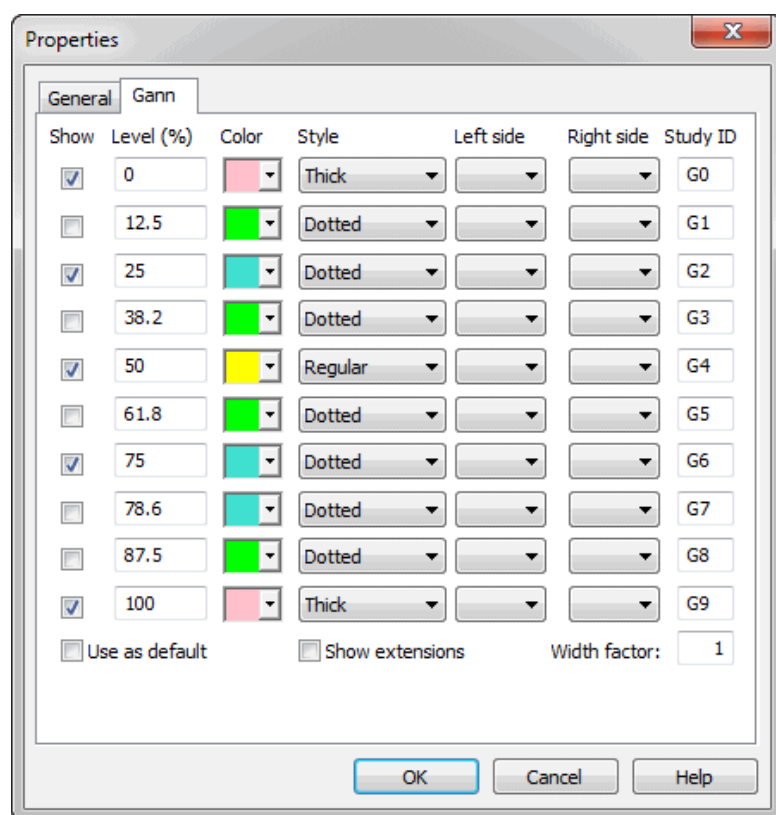 Properties
General Gann
Show Level (%) Color Style Left side Right side Study ID
0 Thick G0
12.5 Dotted G1
25 Dotted G2
38.2 Dotted G3
50 Regular G4
61.8 Dotted G5
75 Dotted G6
78.6 Dotted G7
87.5 Dotted G8
100 Thick G9
Use as default Show extensions Width factor: 1
OK Cancel Help